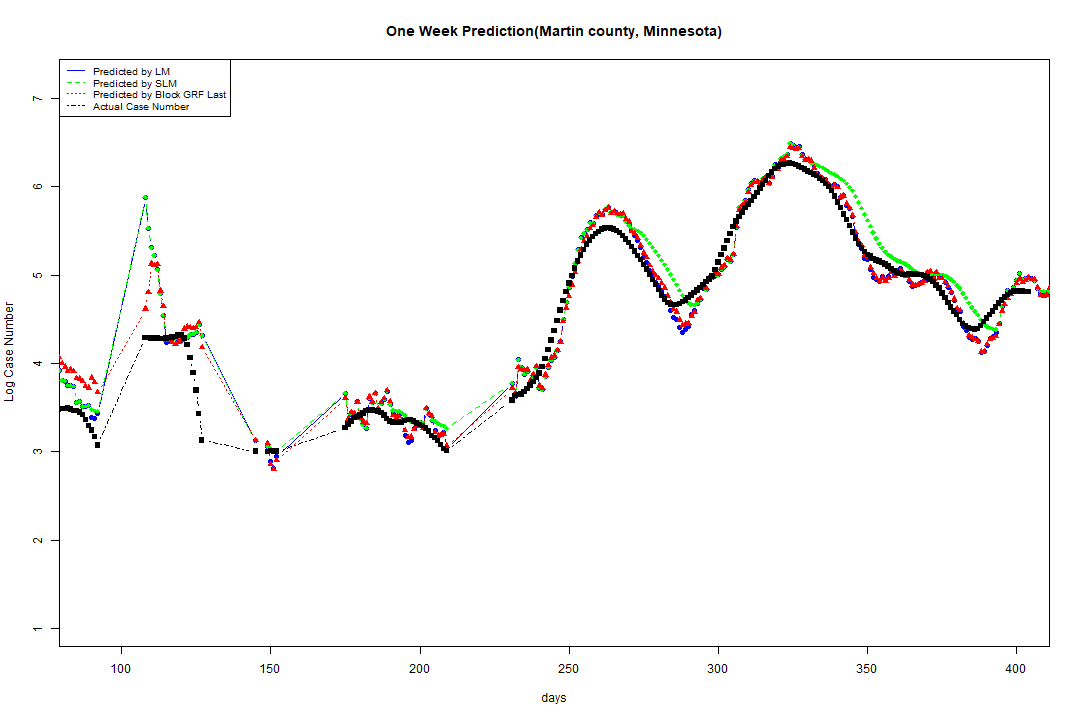 One Week Prediction(Martin county, Minnesota)
Predicted by LM
Predicted by SLM
Predicted by Block GRF Last
Actual Case Number
7
6
5
4
3
2
1
Log Case Number
100 150 200 250 300 350 400
days